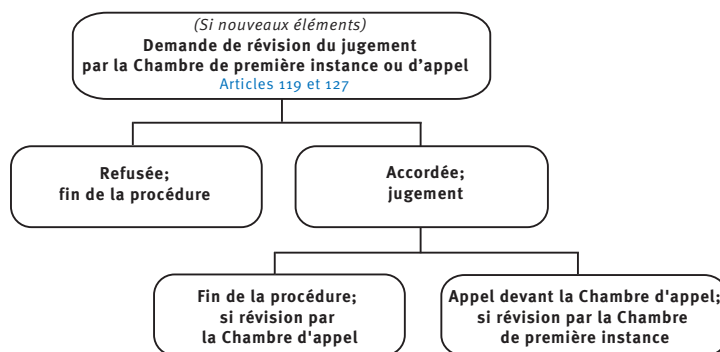 (Si nouveaux éléments)
Demande de révision du jugement
par la Chambre de première instance ou d'appel
Articles 119 et 127
Refusée;
fin de la procédure
Accordée;
jugement
Fin de la procédure;
si révision par
la Chambre d'appel
Appel devant la Chambre d'appel;
si révision par la Chambre
de première instance